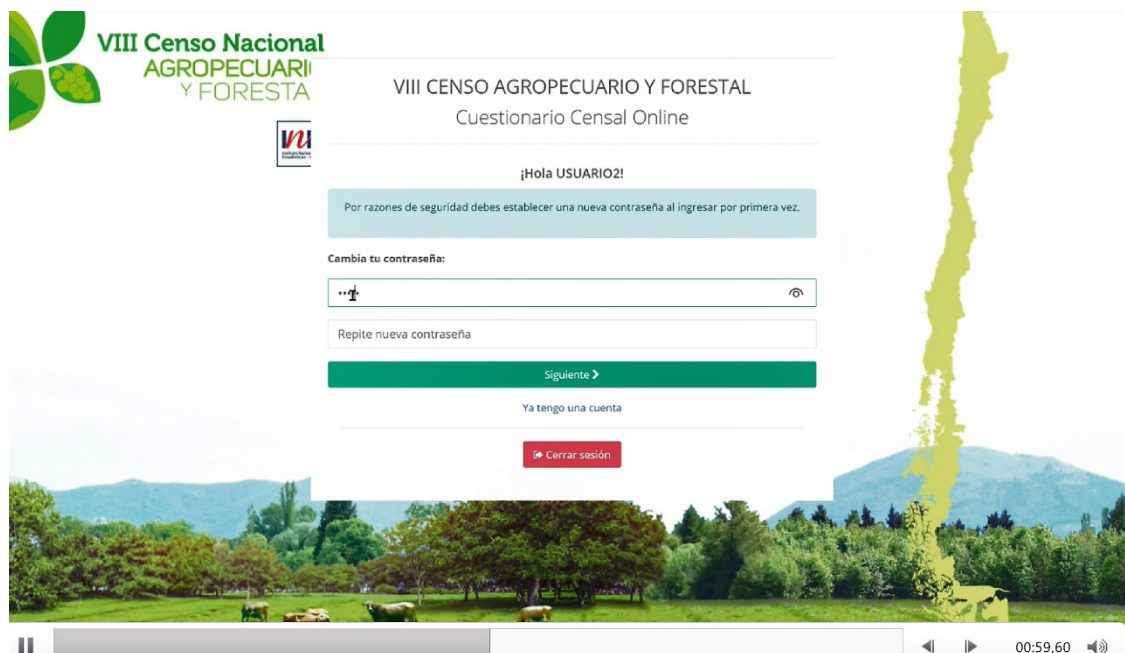 VIII Censo Nacional
AGROPECUARI
Y FORESTA
VIII CENSO AGROPECUARIO Y FORESTAL
Cuestionario Censal Online
¡Hola USUARIO2!
Por razones de seguridad debes establecer una nueva contraseña al ingresar por primera vez.
Cambia tu contraseña:
Repite nueva contraseña
Siguiente
Ya tengo una cuenta
Cerrar sesión
00:59,60